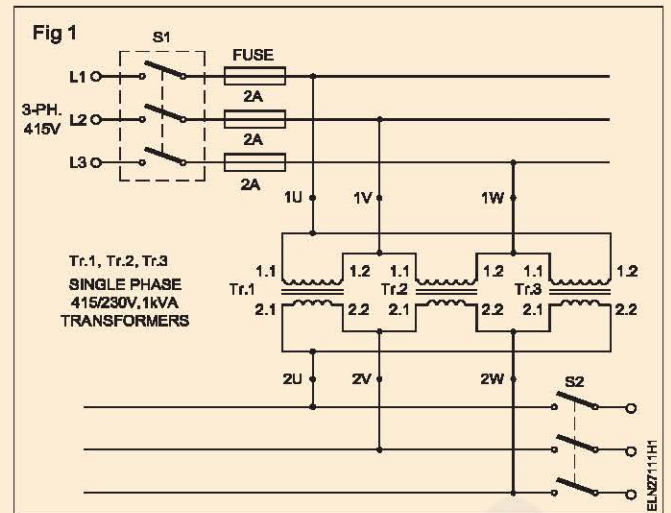 Fig 1
S1
FUSE
L1
2A
3-PH.
415V
L2
2A
L3
2A
1U
1V
1W
Tr.1, Tr.2, Tr.3
SINGLE PHASE
415/230V,1kVA
TRANSFORMERS
1.1
1.2
1.1
1.2
1.1
1.2
Tr.1
Tr.2
Tr.3
2.1
2.2
2.1
2.2
2.1
2.2
2U
2V
2W
S2
ELN27111H1